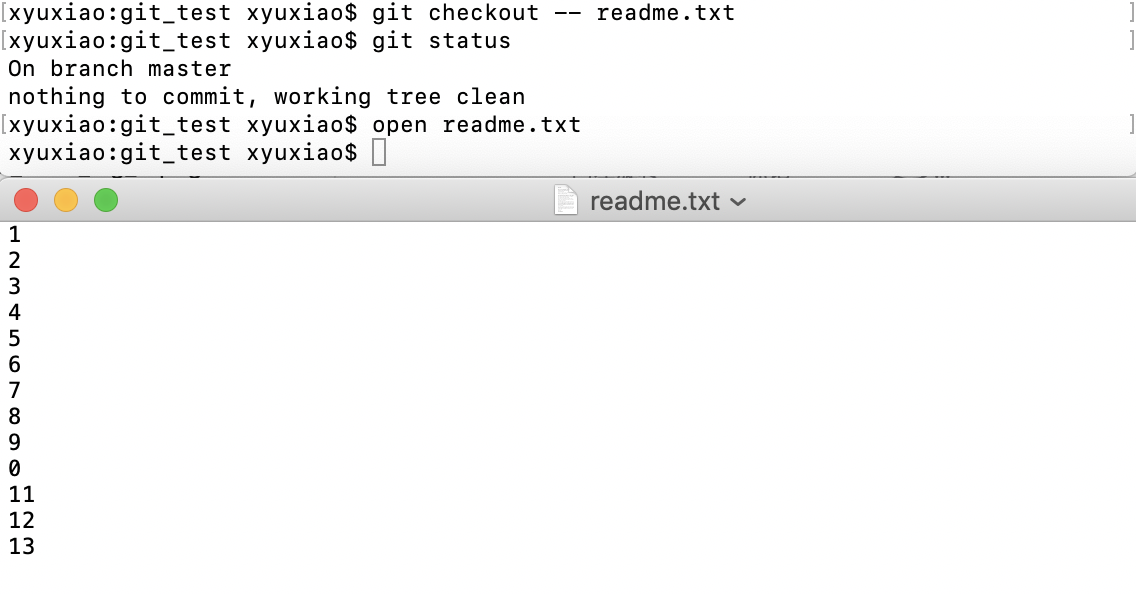 [xyuxiao:git_test xyuxiao$ git checkout -- readme.txt ]
[xyuxiao:git_test xyuxiao$ git status ]
On branch master
nothing to commit, working tree clean
[xyuxiao:git_test xyuxiao$ open readme.txt ]
xyuxiao:git_test xyuxiao$
readme.txt
1
2
3
4
5
6
7
8
9
0
11
12
13